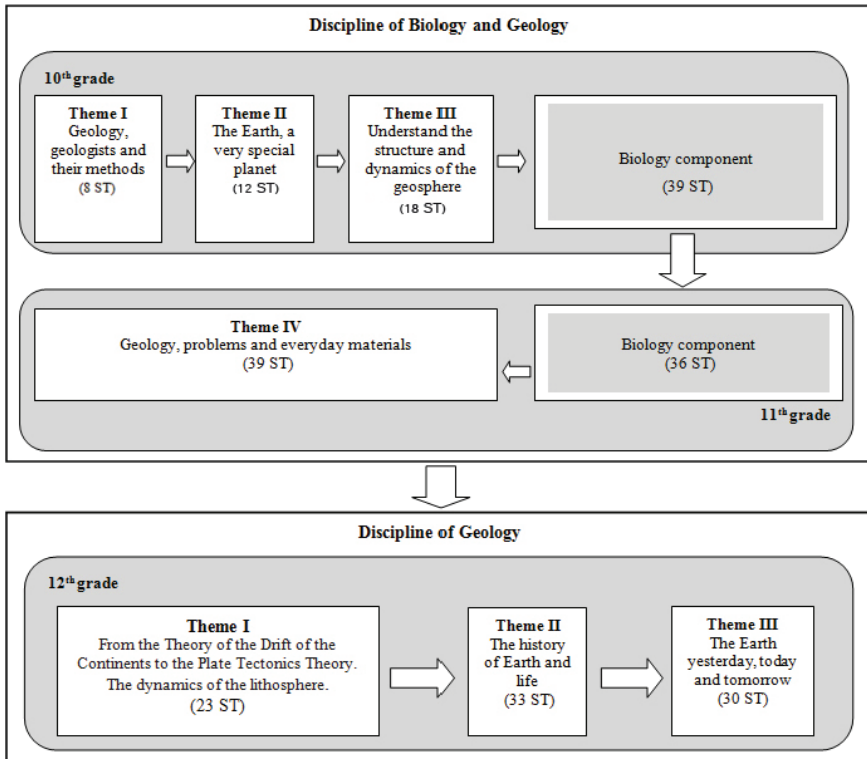 Discipline of Biology and Geology
10th grade
Theme I
Geology,
geologists and
their methods
(8 ST)
Theme II
The Earth, a
very special
planet
(12 ST)
Theme III
Understand the
structure and
dynamics of the
geosphere
(18 ST)
Biology component
(39 ST)
Theme IV
Geology, problems and everyday materials
(39 ST)
Biology component
(36 ST)
11th grade
Discipline of Geology
12th grade
Theme I
From the Theory of the Drift of the
Continents to the Plate Tectonics Theory.
The dynamics of the lithosphere.
(23 ST)
Theme II
The history
of Earth and
life
(33 ST)
Theme III
The Earth
yesterday, today
and tomorrow
(30 ST)